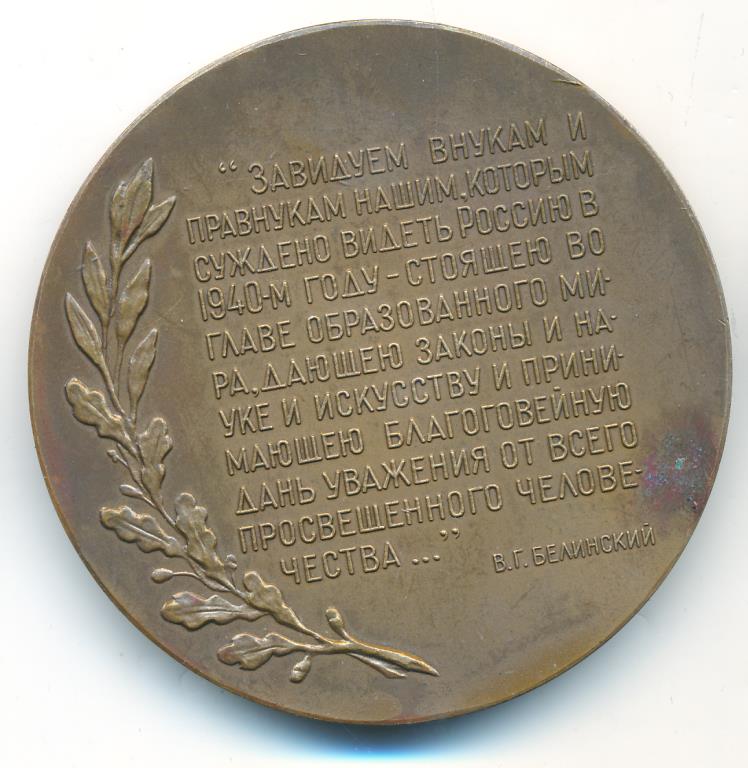 “ ЗАВИДУЕМ ВНУКАМ И
ПРАВНУКАМ НАШИМ, КОТОРЫМ
СУЖДЕНО ВИДЕТЬ РОССИЮ В
1940-М ГОДУ - СТОЯЩЕЮ ВО
ГЛАВЕ ОБРАЗОВАННОГО МИ-
РА, ДАЮЩЕЮ ЗАКОНЫ И НА-
УКЕ И ИСКУССТВУ И ПРИНИ-
МАЮЩЕЮ БЛАГОГОВЕЙНУЮ
ДАНЬ УВАЖЕНИЯ ОТ ВСЕГО
ПРОСВЕЩЕННОГО ЧЕЛОВЕ-
ЧЕСТВА ...”
В.Г. БЕЛИНСКИЙ